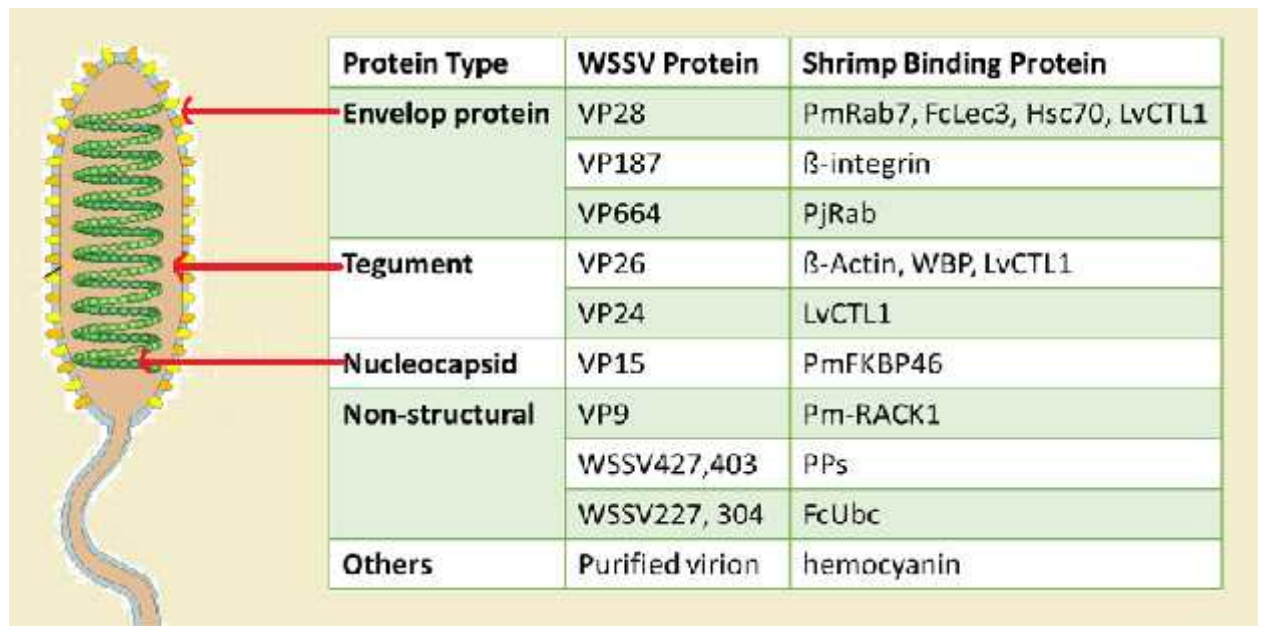 Protein Type WSSV Protein Shrimp Binding Protein
Envelop protein VP28 PmRab7, FcLec3, Hsc70, LvCTL1
VP187 ß-integrin
VP664 PjRab
Tegument VP26 ß-Actin, WBP, LvCTL1
VP24 LvCTL1
Nucleocapsid VP15 PmFKBP46
Non-structural VP9 Pm-RACK1
WSSV427,403 PPs
WSSV227, 304 FcUbc
Others Purified virion hemocyanin